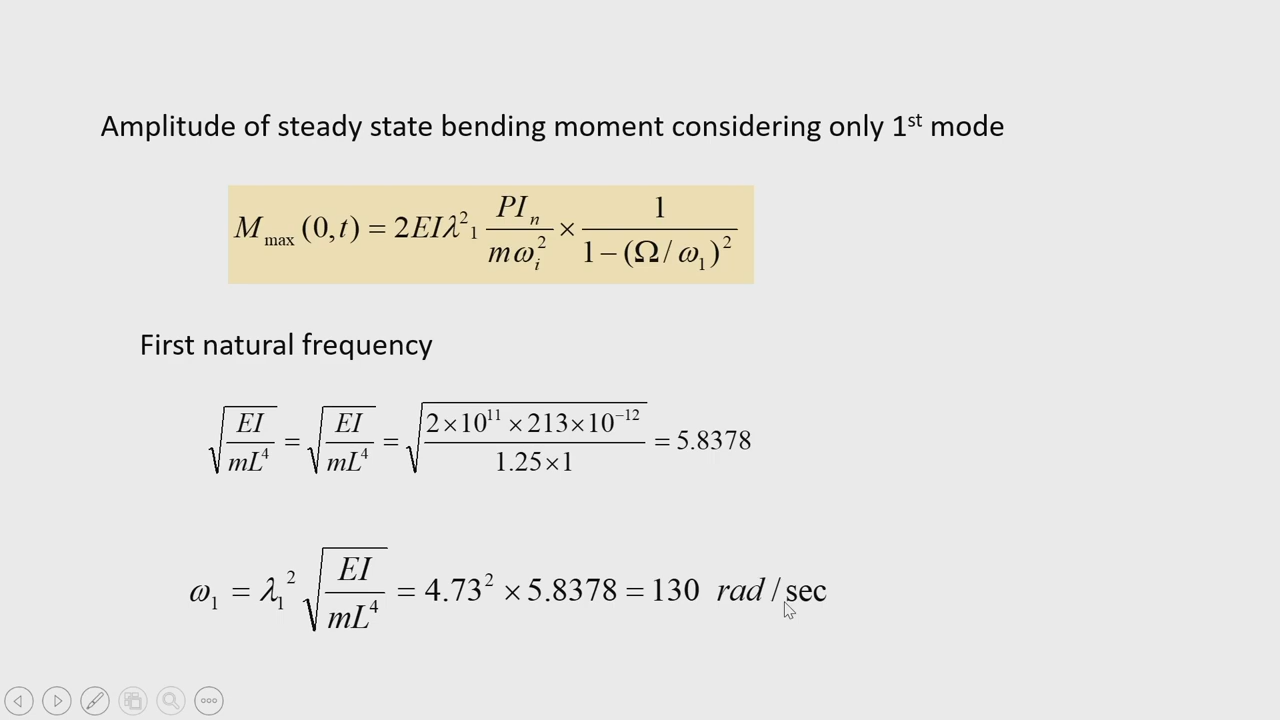 Amplitude of steady state bending moment considering only 1st mode
M_max (0,t) = 2EIλ²₁ PI_n / mω_i² × 1 / 1−(Ω/ω₁)²
First natural frequency
√(EI / mL⁴) = √(EI / mL⁴) = √(2×10¹¹×213×10⁻¹² / 1.25×1) = 5.8378
ω₁ = λ₁² √(EI / mL⁴) = 4.73² × 5.8378 = 130 rad / sec